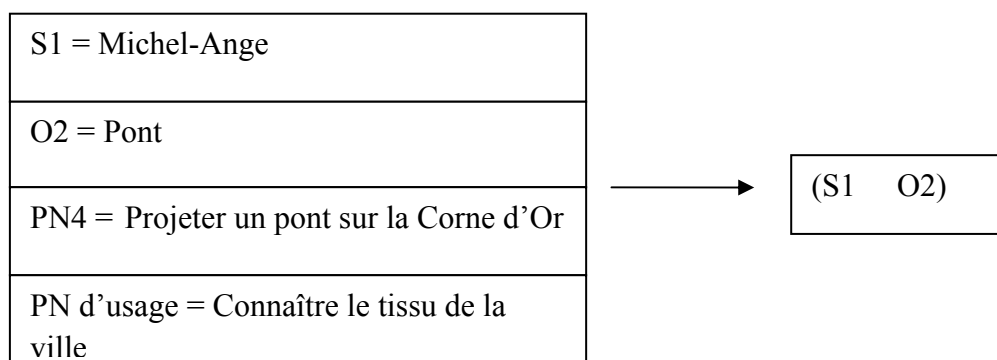 S1 = Michel-Ange
O2 = Pont
PN4 = Projeter un pont sur la Corne d’Or
PN d’usage = Connaître le tissu de la
ville
(S1 O2)